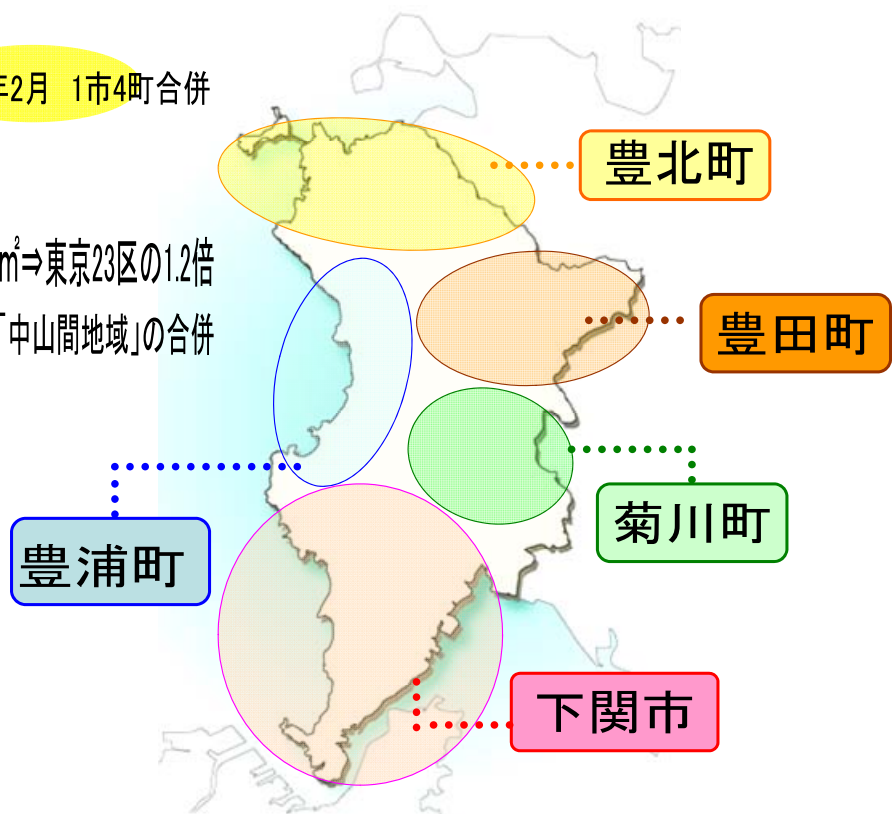 年2月 1市4町合併
豊北町
㎡⇒東京23区の1.2倍
「中山間地域」の合併
豊田町
菊川町
豊浦町
下関市